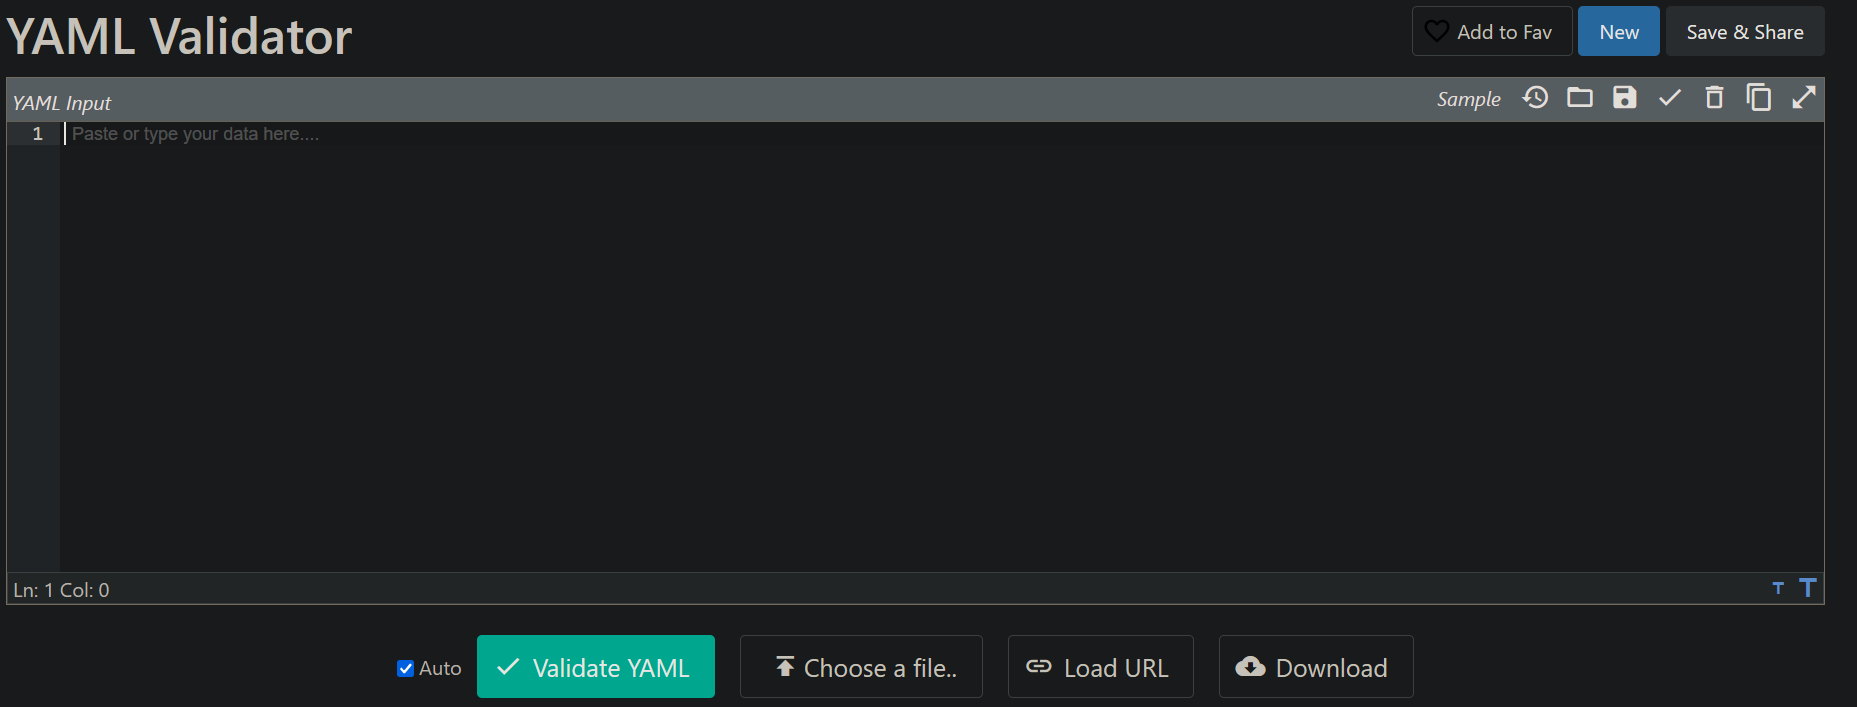 YAML Validator
Add to Fav
New
Save & Share
YAML Input
Sample
1
Paste or type your data here....
Ln: 1 Col: 0
T T
Auto
Validate YAML
Choose a file..
Load URL
Download